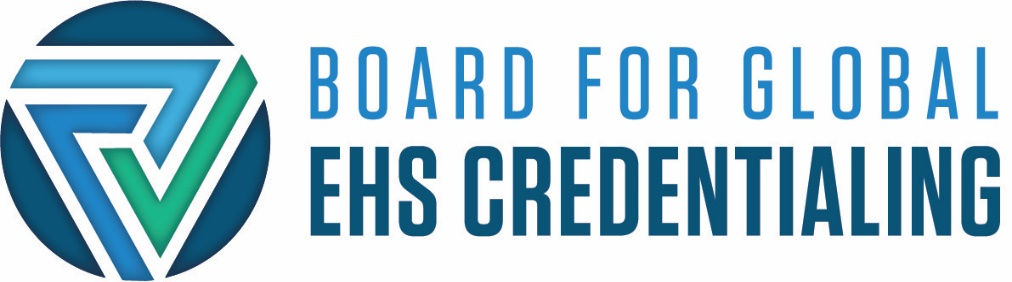 BOARD FOR GLOBAL
EHS CREDENTIALING